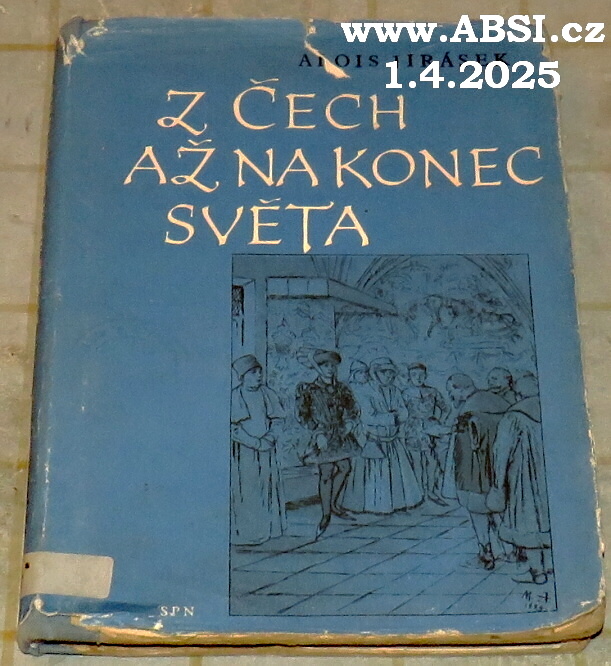 www.ABSI.cz
ALOIS JIRÁSEK
1.4.2025
Z ČECH
AŽ NA KONEC
SVĚTA
SPN